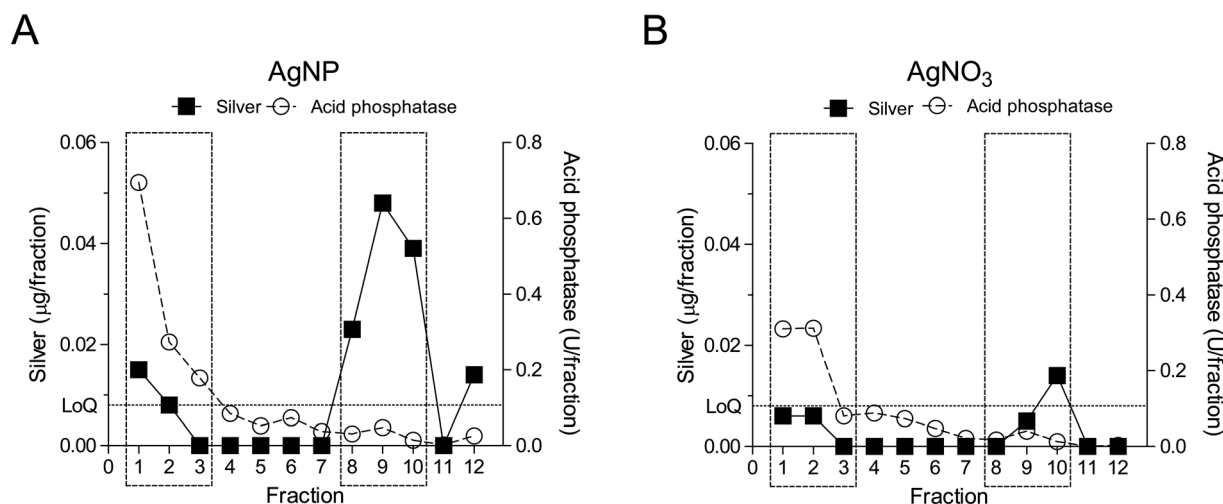 A
AgNP
Silver Acid phosphatase
Silver (µg/fraction)
0.06
0.04
0.02
LoQ
0.00
0.8
0.6
0.4
0.2
0.0
Acid phosphatase (U/fraction)
0 1 2 3 4 5 6 7 8 9 10 11 12
Fraction
B
AgNO3
Silver Acid phosphatase
Silver (µg/fraction)
0.06
0.04
0.02
LoQ
0.00
0.8
0.6
0.4
0.2
0.0
Acid phosphatase (U/fraction)
0 1 2 3 4 5 6 7 8 9 10 11 12
Fraction